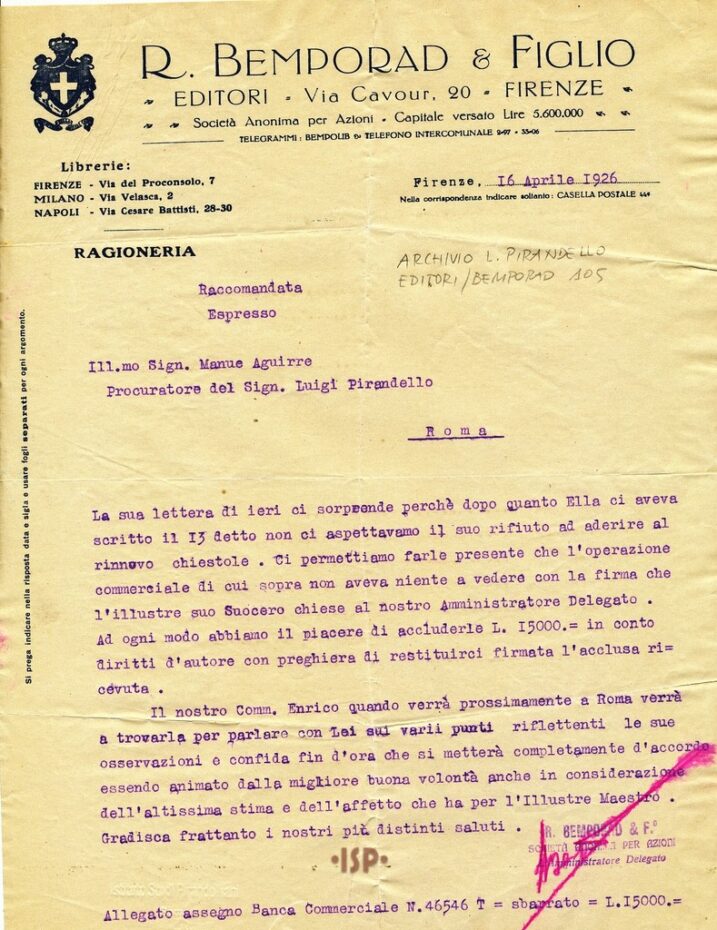 R. BEMPORAD & FIGLIO
EDITORI - Via Cavour, 20 - FIRENZE
Società Anonima per Azioni - Capitale versato Lire 5.600.000
TELEGRAMMI: BEMPOLIB TELEFONO INTERCOMUNALE 2-97 - 35-06
Librerie:
FIRENZE - Via del Proconsolo, 7
MILANO - Via Velasca, 2
NAPOLI - Via Cesare Battisti, 28-30
Firenze, 16 Aprile 1926
Nella corrispondenza indicare soltanto: CASELLA POSTALE 449
RAGIONERIA
ARCHIVIO L. PIRANDELLO
EDITORI/BEMPORAD 105
Raccomandata
Espresso
Ill.mo Sign. Manue Aguirre
Procuratore del Sign. Luigi Pirandello
Roma
Si prega indicare nella risposta data e sigla e usare fogli separati per ogni argomento.
La sua lettera di ieri ci sorprende perchè dopo quanto Ella ci aveva
scritto il I3 detto non ci aspettavamo il suo rifiuto ad aderire al
rinnovo chiestole . Ci permettiamo farle presente che l'operazione
commerciale di cui sopra non aveva niente a vedere con la firma che
l'illustre suo Suocero chiese al nostro Amministratore Delegato .
Ad ogni modo abbiamo il piacere di accluderle L. I5000.= in conto
diritti d'autore con preghiera di restituirci firmata l'acclusa ri=
cevuta .
Il nostro Comm. Enrico quando verrà prossimamente a Roma verrà
a trovarla per parlare con Lei sui varii punti riflettenti le sue
osservazioni e confida fin d'ora che si metterà completamente d'accordo
essendo animato dalla migliore buona volontà anche in considerazione
dell'altissima stima e dell'affetto che ha per l'Illustre Maestro .
Gradisca frattanto i nostri più distinti saluti .
R. BEMPORAD & F.º
SOCIETÀ ANONIMA PER AZIONI
Amministratore Delegato
•ISP•
Allegato assegno Banca Commerciale N.46546 T = sbarrato = L.I5000.=